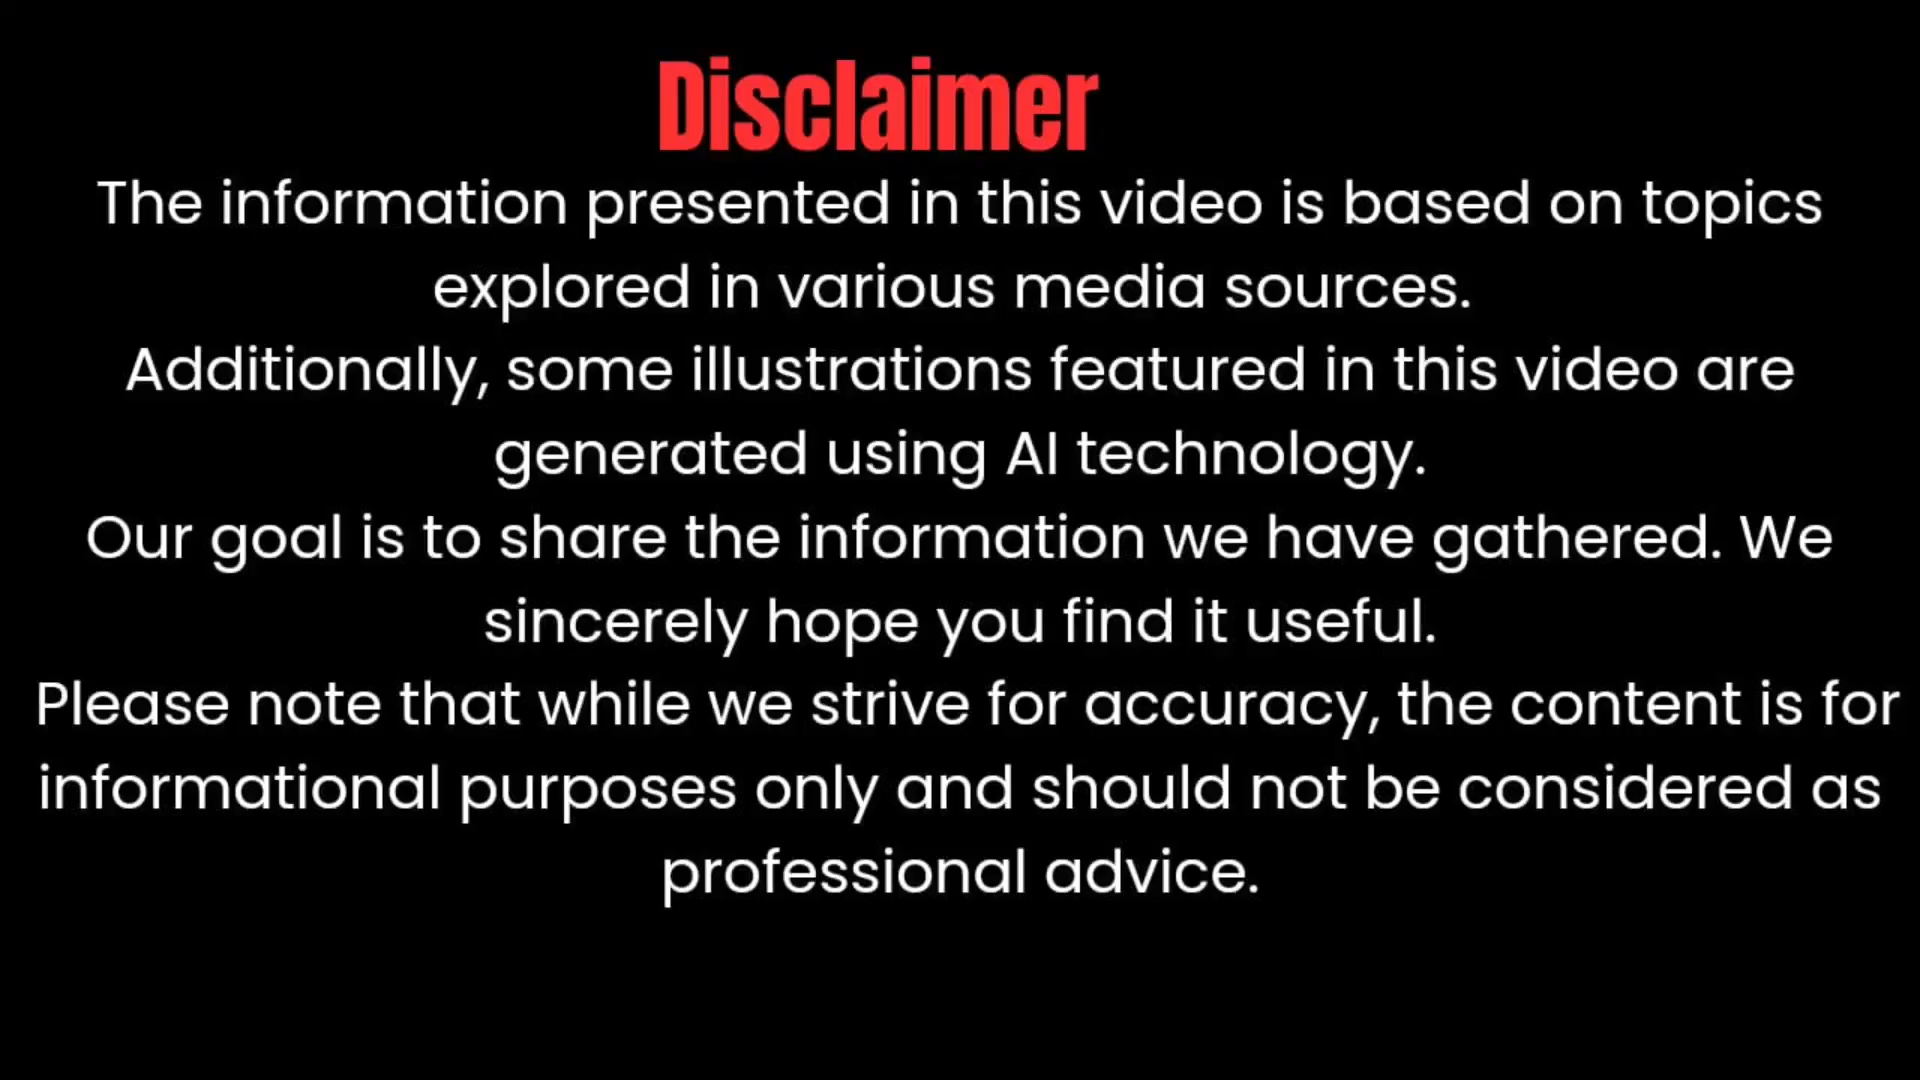 Disclaimer
The information presented in this video is based on topics
explored in various media sources.
Additionally, some illustrations featured in this video are
generated using AI technology.
Our goal is to share the information we have gathered. We
sincerely hope you find it useful.
Please note that while we strive for accuracy, the content is for
informational purposes only and should not be considered as
professional advice.